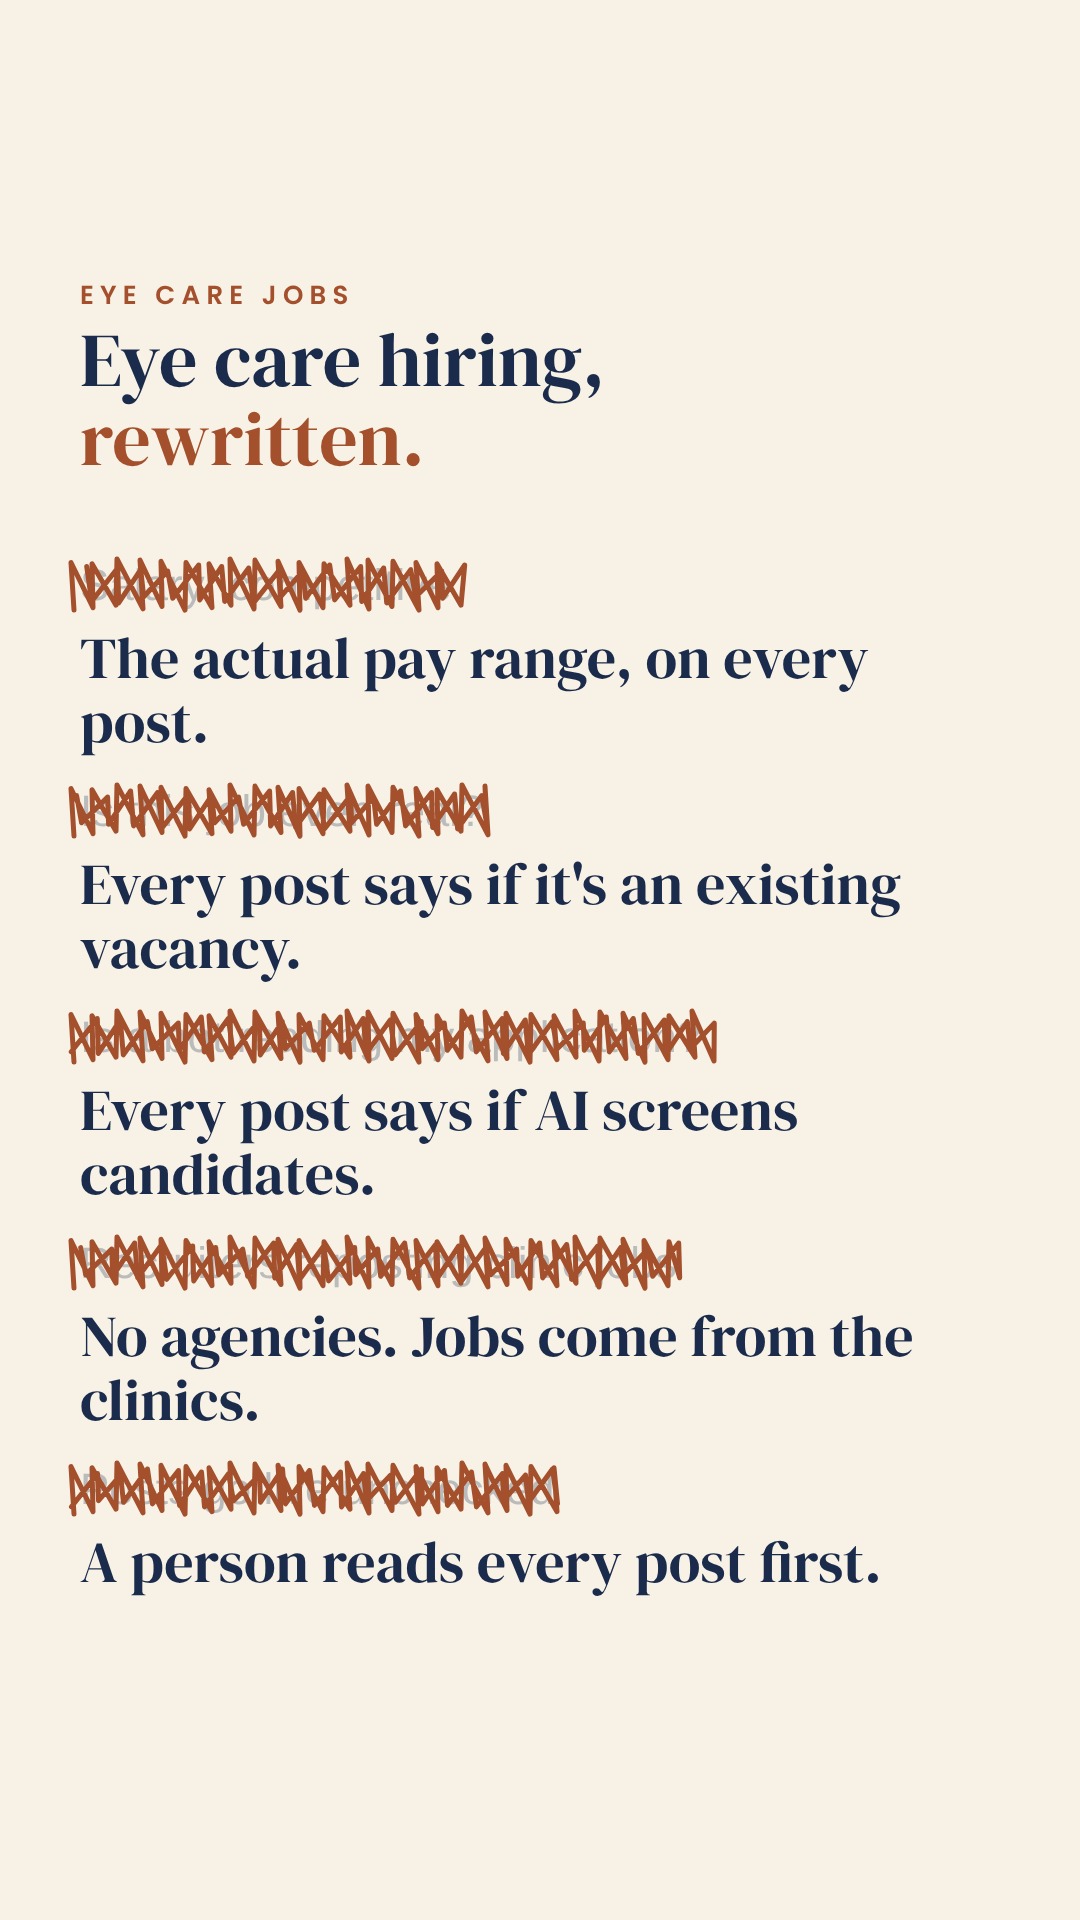 EYE CARE JOBS
Eye care hiring,
rewritten.
The actual pay range, on every
post.
Every post says if it's an existing
vacancy.
Every post says if AI screens
candidates.
No agencies. Jobs come from the
clinics.
A person reads every post first.